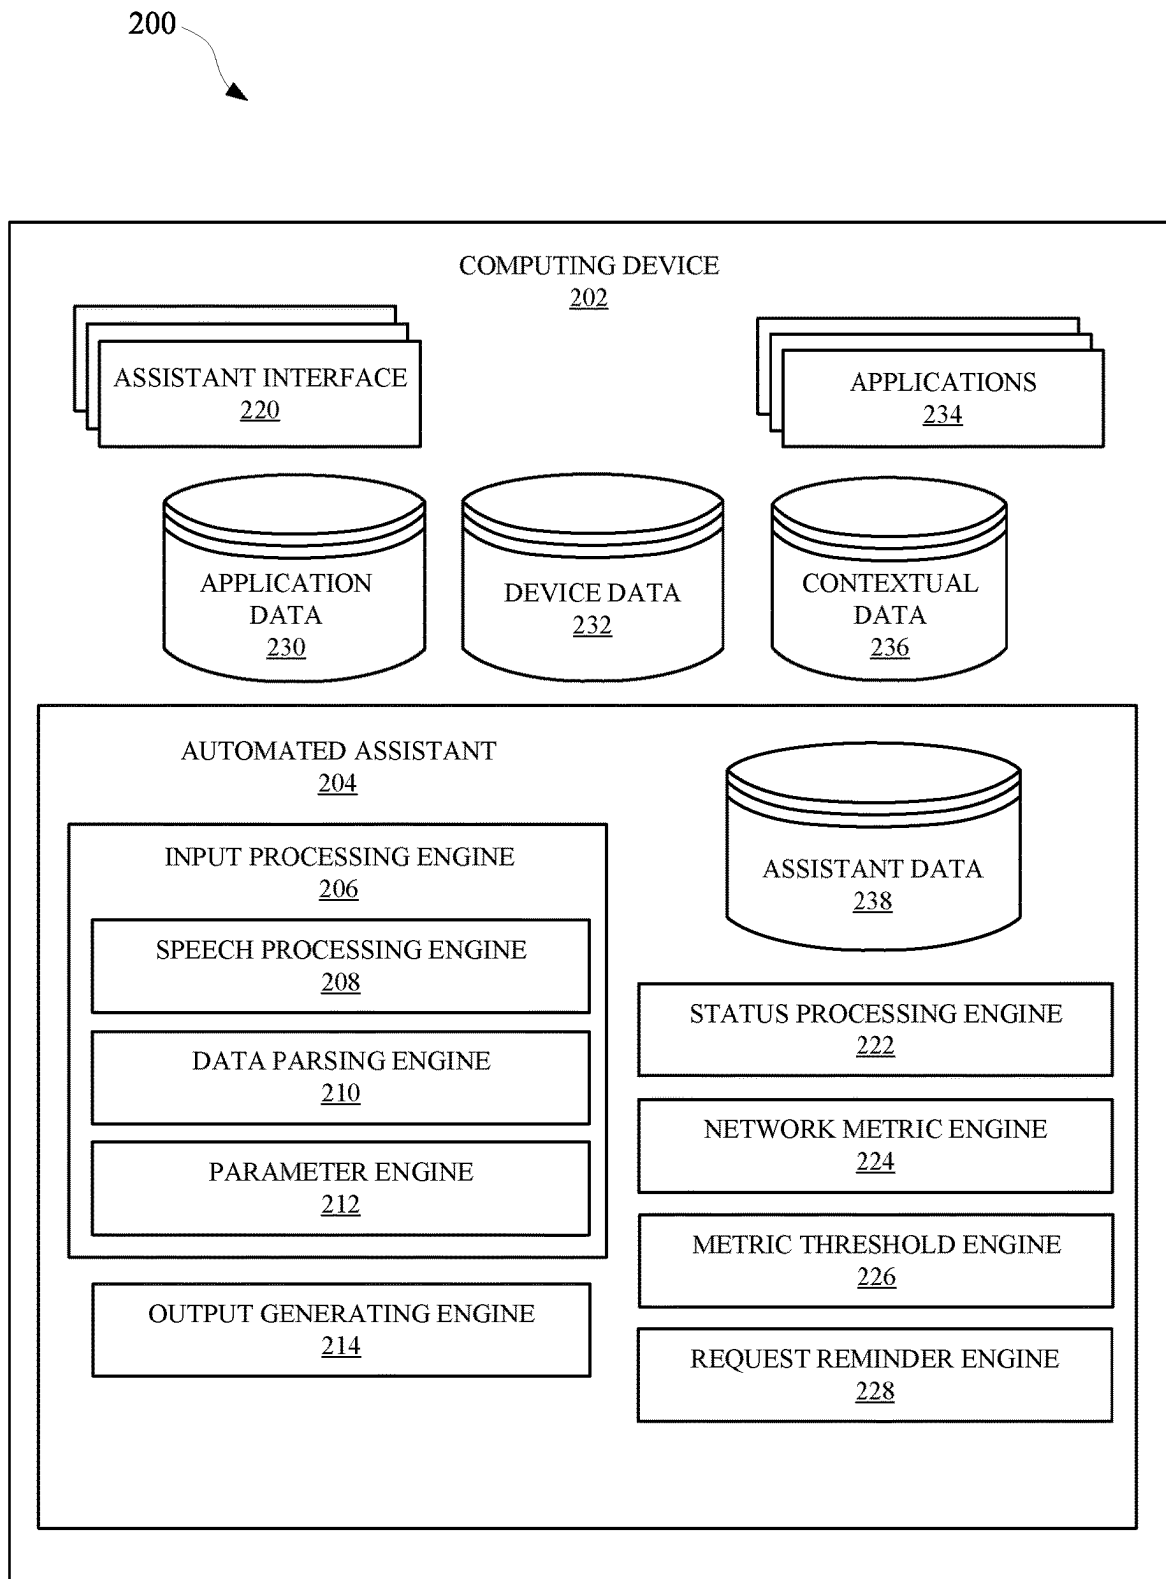 200
COMPUTING DEVICE
202
ASSISTANT INTERFACE
220
APPLICATIONS
234
APPLICATION
DATA
230
DEVICE DATA
232
CONTEXTUAL
DATA
236
AUTOMATED ASSISTANT
204
INPUT PROCESSING ENGINE
206
SPEECH PROCESSING ENGINE
208
DATA PARSING ENGINE
210
PARAMETER ENGINE
212
OUTPUT GENERATING ENGINE
214
ASSISTANT DATA
238
STATUS PROCESSING ENGINE
222
NETWORK METRIC ENGINE
224
METRIC THRESHOLD ENGINE
226
REQUEST REMINDER ENGINE
228